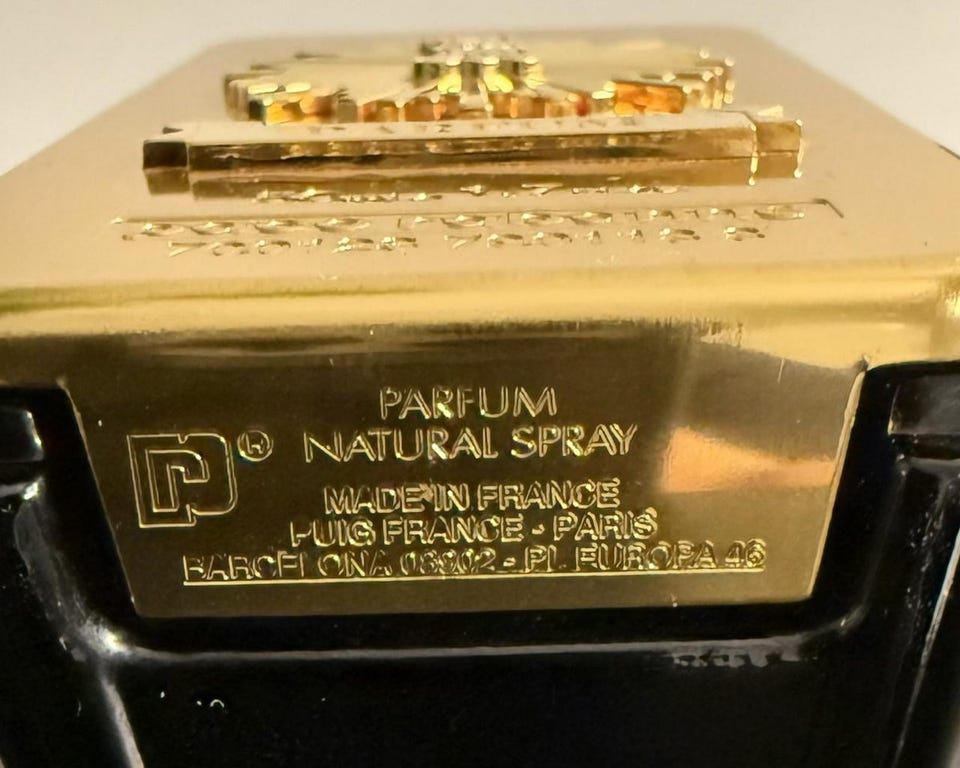 PARFUM
NATURAL SPRAY
MADE IN FRANCE
PUIG FRANCE - PARIS
BARCELONA 08902 - PL EUROPA 46